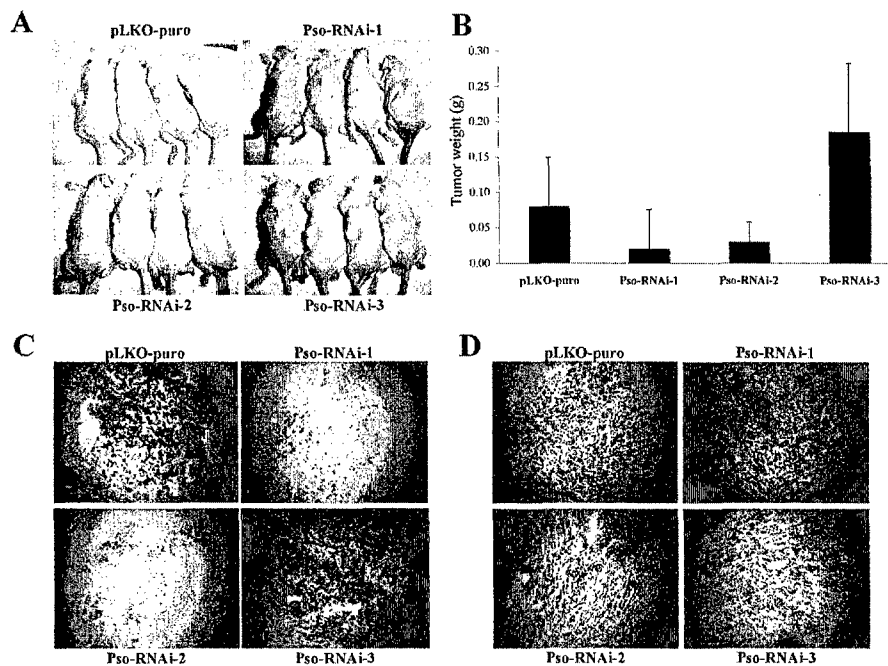 A
pLKO-puro
Pso-RNAi-1
Pso-RNAi-2
Pso-RNAi-3
B
Tumor weight (g)
0.30
0.25
0.20
0.15
0.10
0.05
0.00
pLKO-puro
Pso-RNAi-1
Pso-RNAi-2
Pso-RNAi-3
C
pLKO-puro
Pso-RNAi-1
Pso-RNAi-2
Pso-RNAi-3
D
pLKO-puro
Pso-RNAi-1
Pso-RNAi-2
Pso-RNAi-3